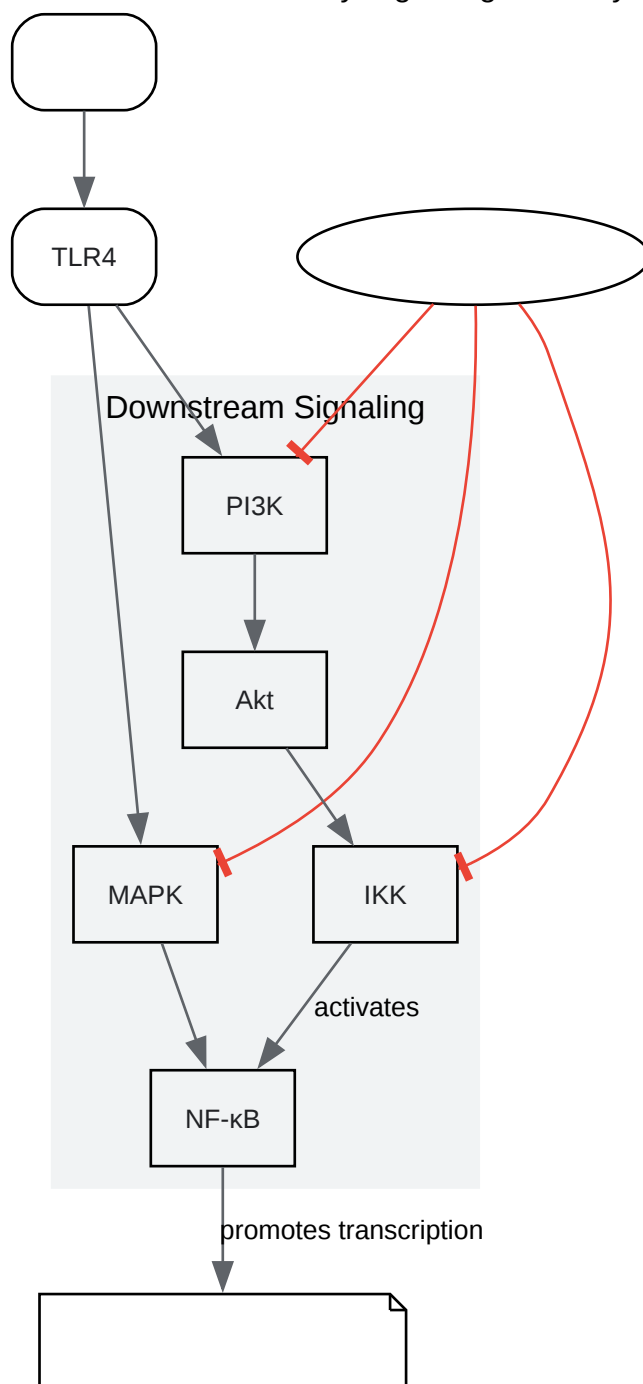 TLR4
Downstream Signaling
PI3K
Akt
MAPK
IKK
activates
NF-κB
promotes transcription